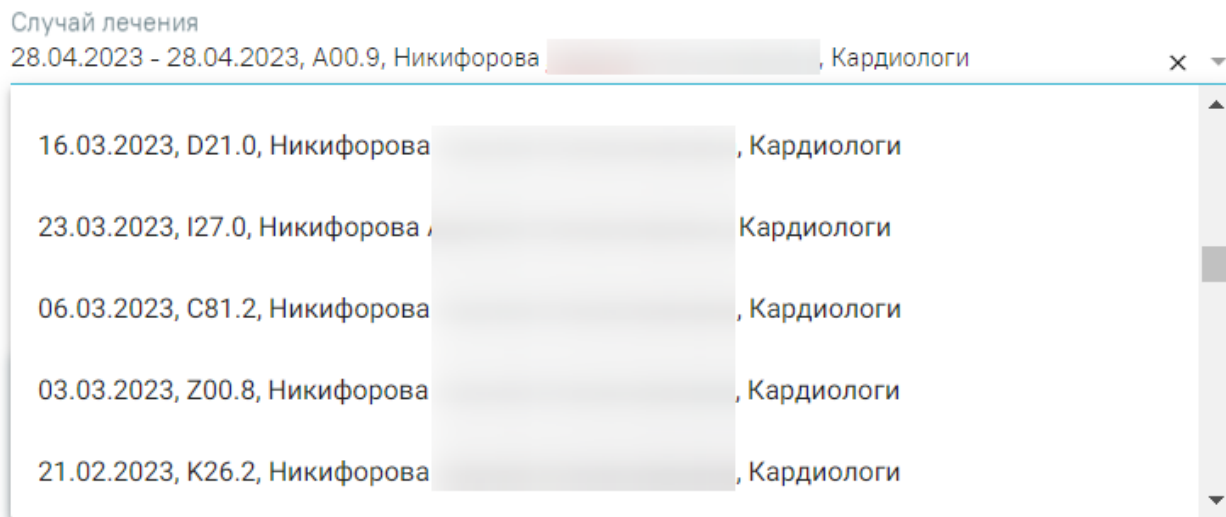 Случай лечения
28.04.2023 - 28.04.2023, A00.9, Никифорова , Кардиологи
16.03.2023, D21.0, Никифорова , Кардиологи
23.03.2023, I27.0, Никифорова Кардиологи
06.03.2023, C81.2, Никифорова , Кардиологи
03.03.2023, Z00.8, Никифорова , Кардиологи
21.02.2023, K26.2, Никифорова , Кардиологи